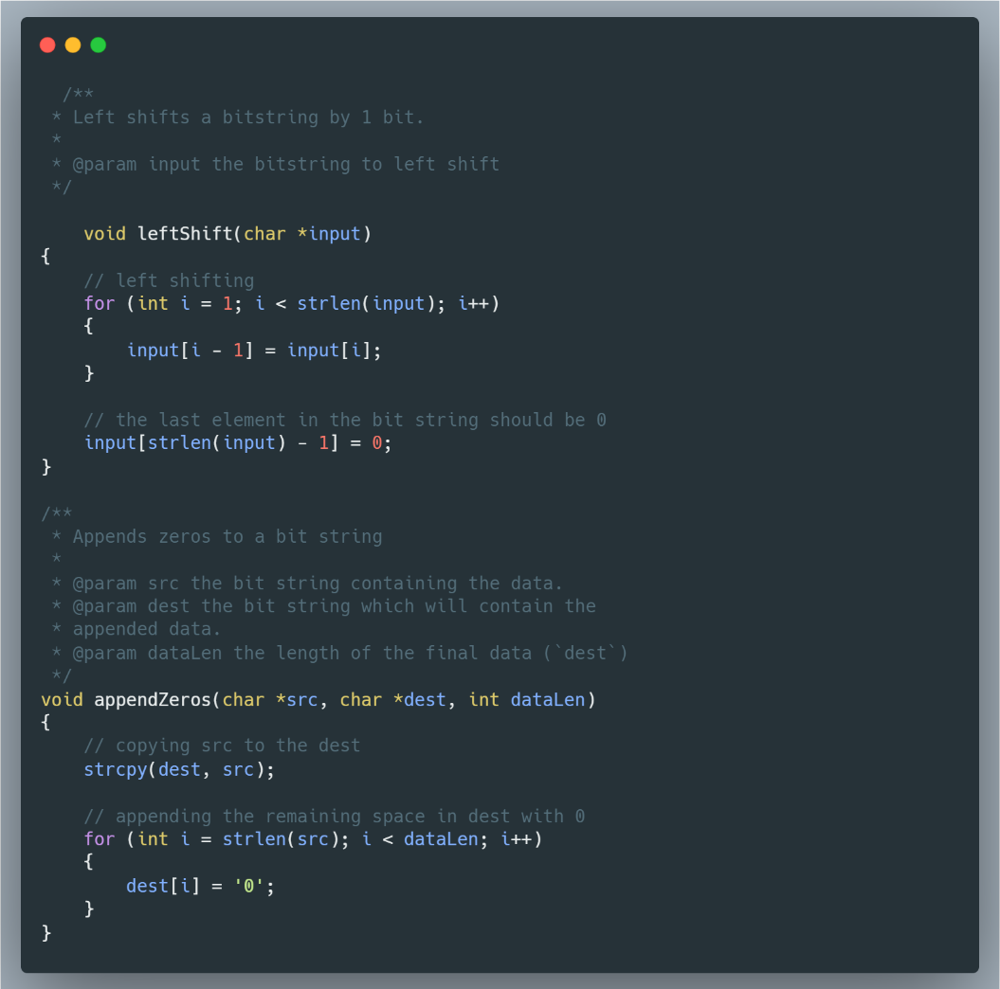 /**
 * Left shifts a bitstring by 1 bit.
 *
 * @param input the bitstring to left shift
 */

    void leftShift(char *input)
{
    // left shifting
    for (int i = 1; i < strlen(input); i++)
    {
        input[i - 1] = input[i];
    }

    // the last element in the bit string should be 0
    input[strlen(input) - 1] = 0;
}

/**
 * Appends zeros to a bit string
 *
 * @param src the bit string containing the data.
 * @param dest the bit string which will contain the
 * appended data.
 * @param dataLen the length of the final data (`dest`)
 */
void appendZeros(char *src, char *dest, int dataLen)
{
    // copying src to the dest
    strcpy(dest, src);

    // appending the remaining space in dest with 0
    for (int i = strlen(src); i < dataLen; i++)
    {
        dest[i] = '0';
    }
}